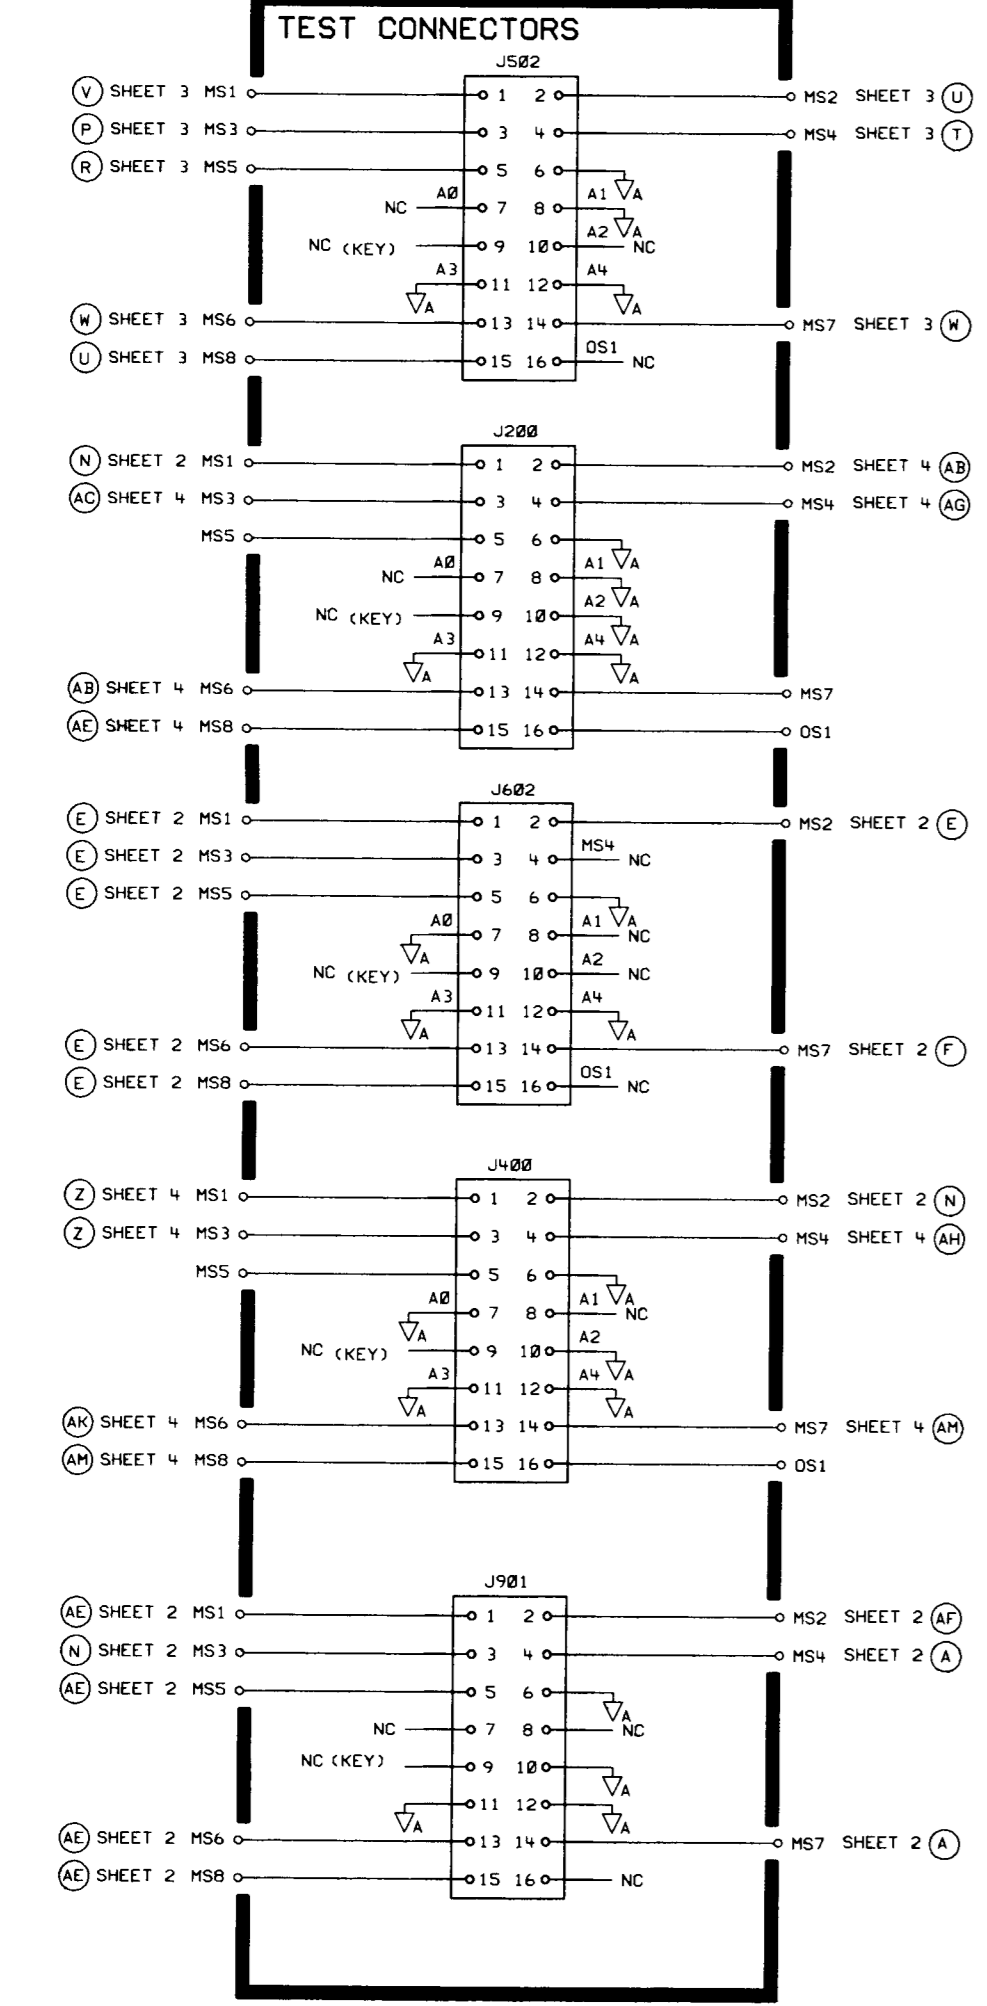 TEST CONNECTORS
J502
V SHEET 3 MS1 1 2 MS2 SHEET 3 U
P SHEET 3 MS3 3 4 MS4 SHEET 3 T
R SHEET 3 MS5 5 6 A
NC A0 7 8 A1 A
NC (KEY) 9 10 A2 NC
A3 A 11 12 A4 A
W SHEET 3 MS6 13 14 MS7 SHEET 3 W
U SHEET 3 MS8 15 16 OS1 NC
J200
N SHEET 2 MS1 1 2 MS2 SHEET 4 AB
AC SHEET 4 MS3 3 4 MS4 SHEET 4 AG
MS5 5 6 A
NC A0 7 8 A1 A
NC (KEY) 9 10 A2 A
A3 A 11 12 A4 A
AB SHEET 4 MS6 13 14 MS7
AE SHEET 4 MS8 15 16 OS1
J602
E SHEET 2 MS1 1 2 MS2 SHEET 2 E
E SHEET 2 MS3 3 4 MS4 NC
E SHEET 2 MS5 5 6 A
A0 A 7 8 A1 NC
NC (KEY) 9 10 A2 NC
A3 A 11 12 A4 A
E SHEET 2 MS6 13 14 MS7 SHEET 2 F
E SHEET 2 MS8 15 16 OS1 NC
J400
Z SHEET 4 MS1 1 2 MS2 SHEET 2 N
Z SHEET 4 MS3 3 4 MS4 SHEET 4 AH
MS5 5 6 A
A0 A 7 8 A1 NC
NC (KEY) 9 10 A2 A
A3 A 11 12 A4 A
AK SHEET 4 MS6 13 14 MS7 SHEET 4 AM
AM SHEET 4 MS8 15 16 OS1
J901
AE SHEET 2 MS1 1 2 MS2 SHEET 2 AF
N SHEET 2 MS3 3 4 MS4 SHEET 2 A
AE SHEET 2 MS5 5 6 A
NC 7 8 NC
NC (KEY) 9 10 A
A 11 12 A
AE SHEET 2 MS6 13 14 MS7 SHEET 2 A
AE SHEET 2 MS8 15 16 NC